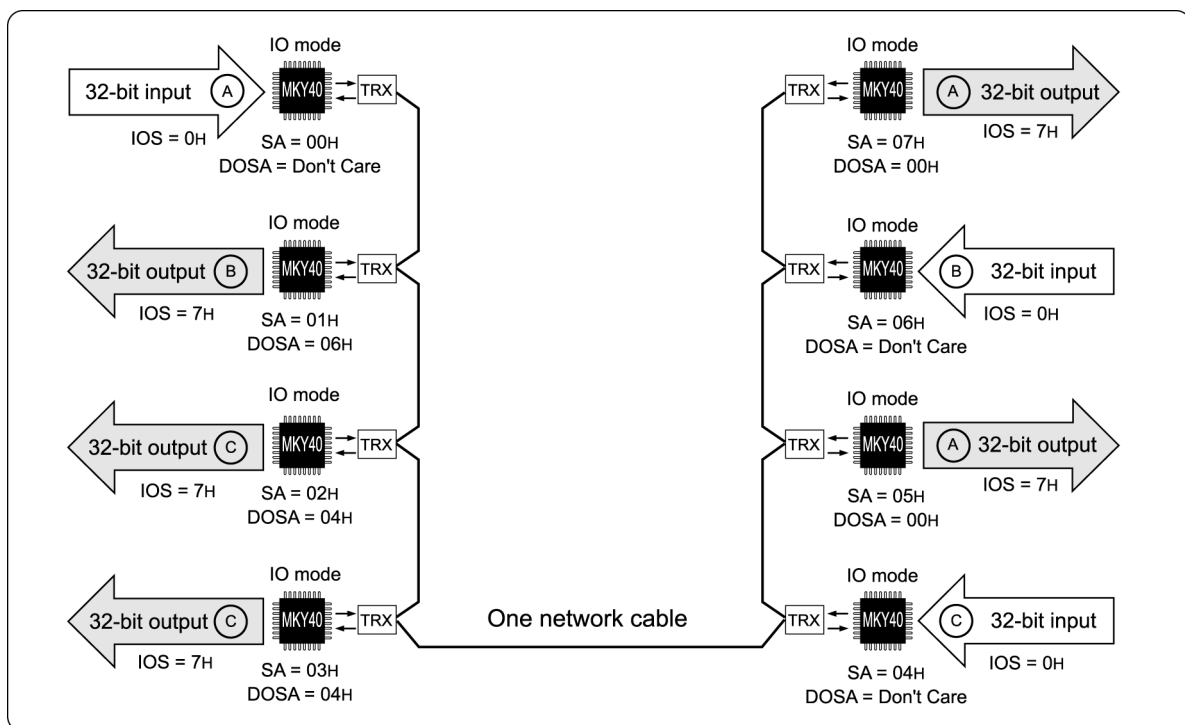 IO mode
32-bit input A
MKY40
TRX
IOS = 0H
SA = 00H
DOSA = Don't Care
IO mode
32-bit output B
MKY40
TRX
IOS = 7H
SA = 01H
DOSA = 06H
IO mode
32-bit output C
MKY40
TRX
IOS = 7H
SA = 02H
DOSA = 04H
IO mode
32-bit output C
MKY40
TRX
IOS = 7H
SA = 03H
DOSA = 04H
One network cable
IO mode
TRX
MKY40
A 32-bit output
IOS = 7H
SA = 07H
DOSA = 00H
IO mode
TRX
MKY40
B 32-bit input
IOS = 0H
SA = 06H
DOSA = Don't Care
IO mode
TRX
MKY40
A 32-bit output
IOS = 7H
SA = 05H
DOSA = 00H
IO mode
TRX
MKY40
C 32-bit input
IOS = 0H
SA = 04H
DOSA = Don't Care